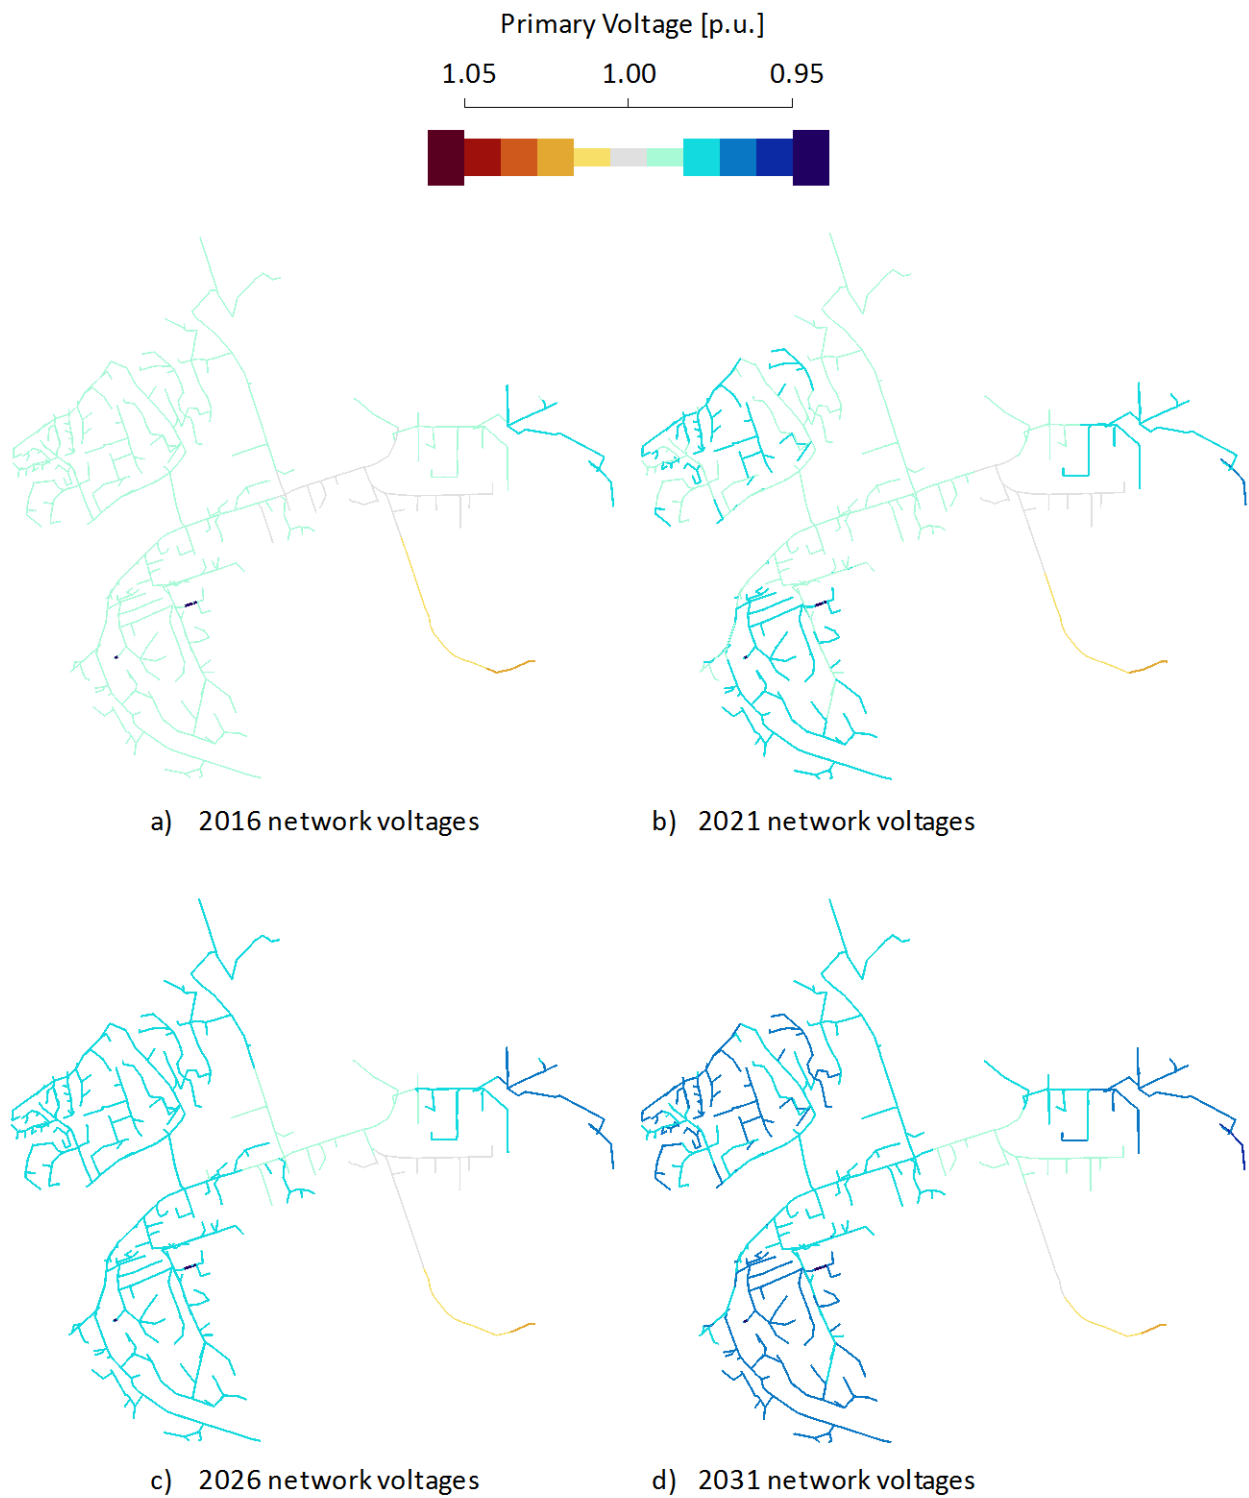 Primary Voltage [p.u.]
1.05 1.00 0.95
a) 2016 network voltages b) 2021 network voltages
c) 2026 network voltages d) 2031 network voltages